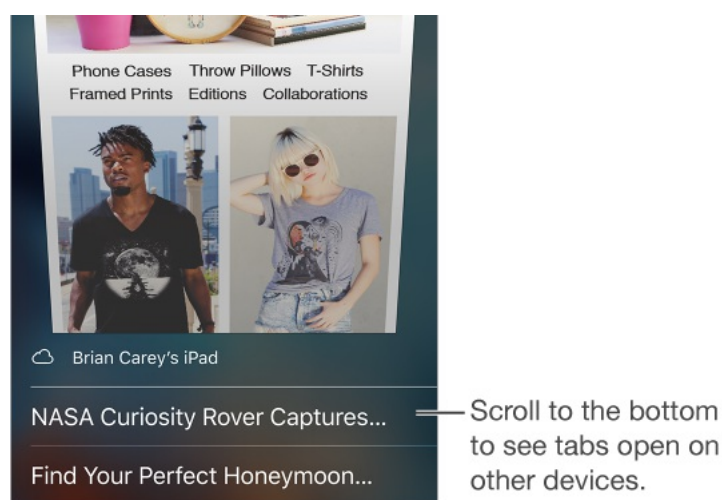 Phone Cases Throw Pillows T-Shirts
Framed Prints Editions Collaborations
Brian Carey's iPad
NASA Curiosity Rover Captures...
Find Your Perfect Honeymoon...
Scroll to the bottom
to see tabs open on
other devices.